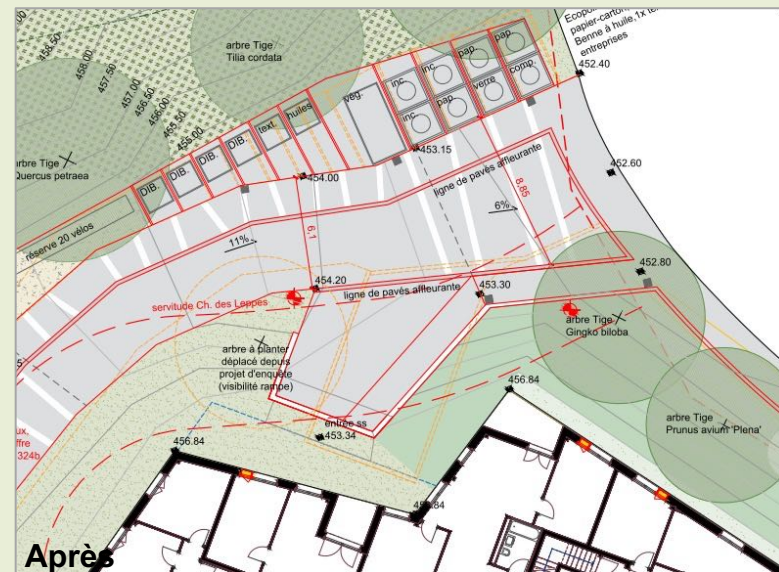 Ecopo
papier-carton,
Benne à huile,1x te
entreprises
arbre Tige
Tilia cordata
458.50
458.00
457.50
457.00
456.50
456.00
455.50
455.00
452.40
pap.
pap.
inc.
inc.
verre
comp.
inc.
pap.
vég.
huiles
text.
DIB.
DIB.
DIB.
DIB.
453.15
452.60
arbre Tige
Quercus petraea
454.00
ligne de pavés affleurante
8,85
6%
réserve 20 vélos
11%
6,1
452.80
454.20
453.30
servitude Ch. des Leppes
ligne de pavés affleurante
arbre Tige
Gingko biloba
arbre à planter
déplacé depuis
projet d'enquête
(visibilité rampe)
456.84
arbre Tige
Prunus avium 'Plena'
ux,
ffre
324b
456.84
entrée ss
453.34
Après